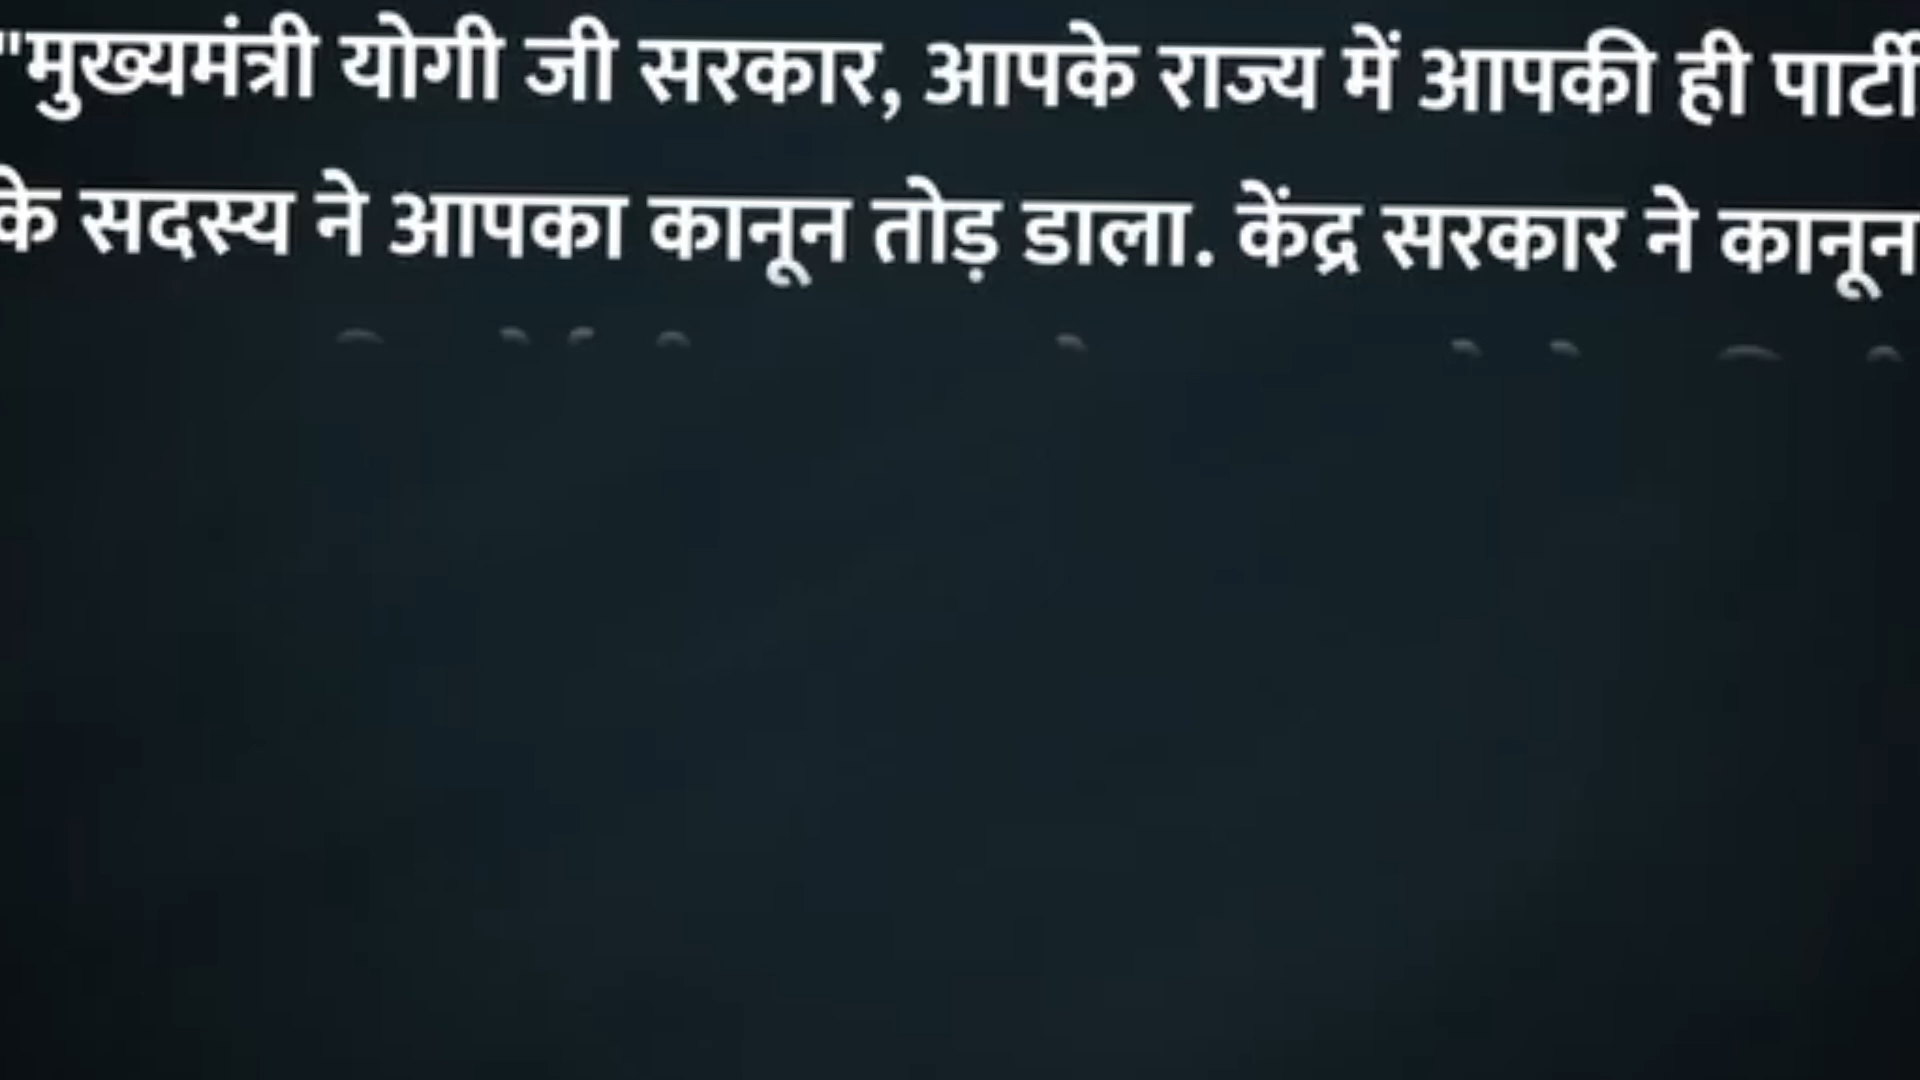 "मुख्यमंत्री योगी जी सरकार, आपके राज्य में आपकी ही पार्टी
के सदस्य ने आपका कानून तोड़ डाला. केंद्र सरकार ने कानून